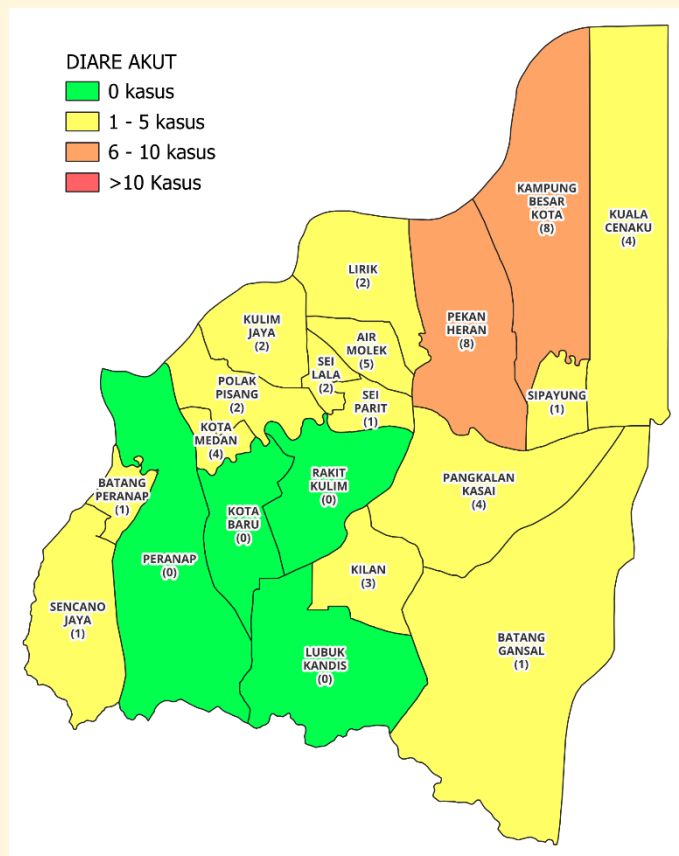 DIARE AKUT
0 kasus
1 - 5 kasus
6 - 10 kasus
>10 Kasus
KAMPUNG
BESAR
KOTA
(8)
KUALA
CENAKU
(4)
LIRIK
(2)
PEKAN
HERAN
(8)
KULIM
JAYA
(2)
AIR
MOLEK
(5)
SEI
LALA
(2)
POLAK
PISANG
(2)
SEI
PARIT
(1)
SIPAYUNG
(1)
KOTA
MEDAN
(4)
RAKIT
KULIM
(0)
PANGKALAN
KASAI
(4)
BATANG
PERANAP
(1)
KOTA
BARU
(0)
PERANAP
(0)
KILAN
(3)
SENCANO
JAYA
(1)
BATANG
GANSAL
(1)
LUBUK
KANDIS
(0)